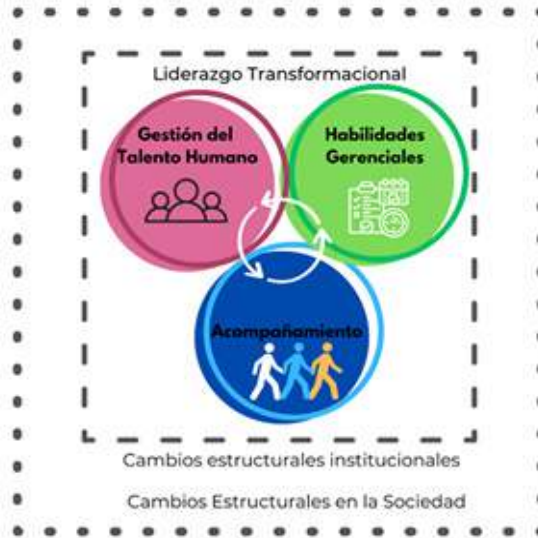 Liderazgo Transformacional
Gestión del
Talento Humano
Habilidades
Gerenciales
Acompañamiento
Cambios estructurales institucionales
Cambios Estructurales en la Sociedad